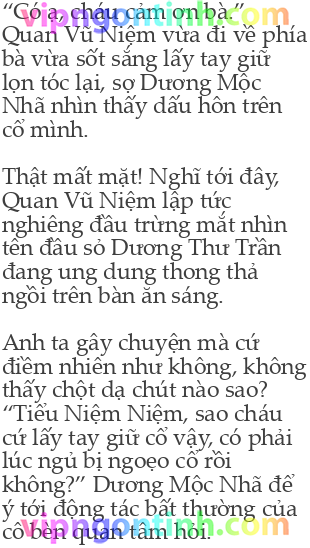 vipngontinh.com
“Có ạ, cháu cảm ơn bà.”
Quan Vũ Niệm vừa đi về phía
bà vừa sốt sắng lấy tay giữ
lọn tóc lại, sợ Dương Mộc
Nhã nhìn thấy dấu hôn trên
cổ mình.
Thật mất mặt! Nghĩ tới đây,
Quan Vũ Niệm lập tức
nghiêng đầu trừng mắt nhìn
tên đầu sỏ Dương Thư Trần
đang ung dung thong thả
ngồi trên bàn ăn sáng.
Anh ta gây chuyện mà cứ
điềm nhiên như không, không
thấy chột dạ chút nào sao?
“Tiểu Niệm Niệm, sao cháu
cứ lấy tay giữ cổ vậy, có phải
lúc ngủ bị ngoẹo cổ rồi
không?” Dương Mộc Nhã để
ý tới động tác bất thường của
cô bèn quan tâm hỏi.
vipngontinh.com